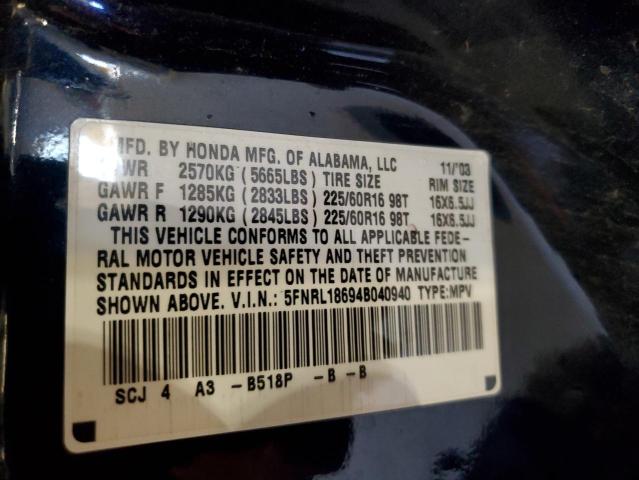 MFD. BY HONDA MFG. OF ALABAMA, LLC 11/'03
GVWR 2570KG ( 5665LBS ) TIRE SIZE RIM SIZE
GAWR F 1285KG ( 2833LBS ) 225/60R16 98T 16X6.5JJ
GAWR R 1290KG ( 2845LBS ) 225/60R16 98T 16X6.5JJ
THIS VEHICLE CONFORMS TO ALL APPLICABLE FEDE-
RAL MOTOR VEHICLE SAFETY AND THEFT PREVENTION
STANDARDS IN EFFECT ON THE DATE OF MANUFACTURE
SHOWN ABOVE. V.I.N.: 5FNRL18694B040940 TYPE:MPV
SCJ 4 A3 -B518P -B -B